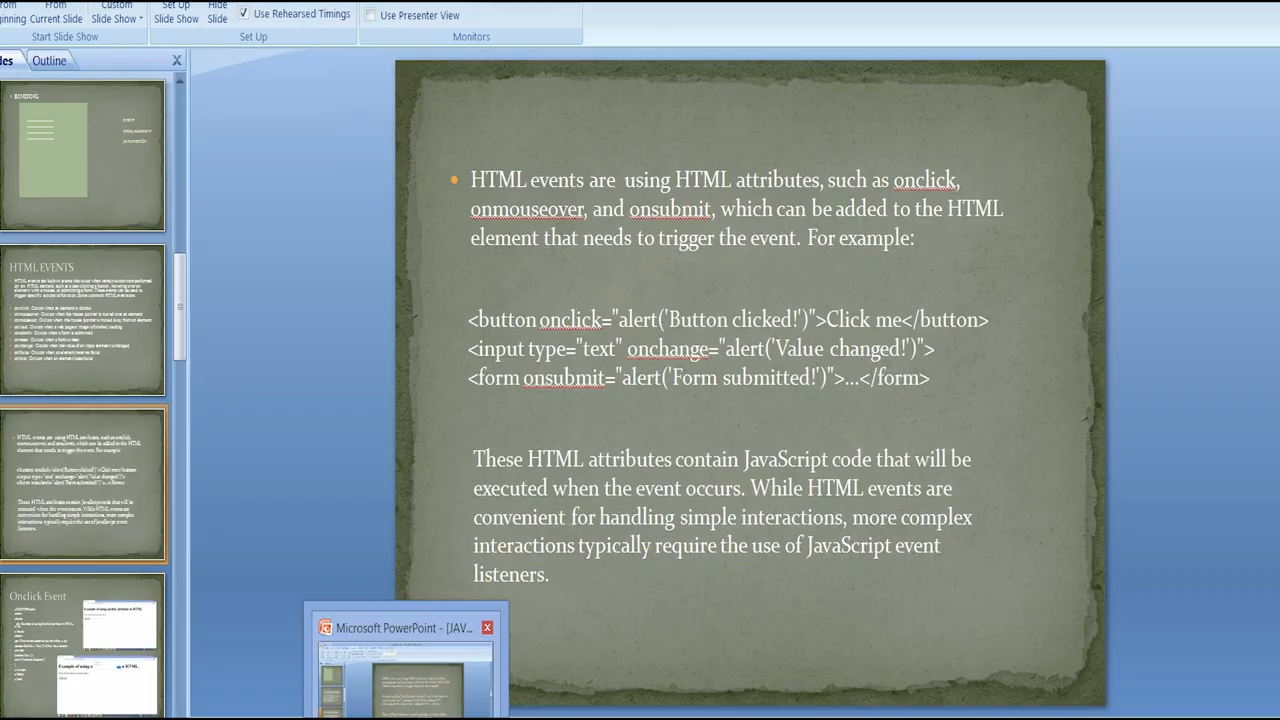 From
Custom
Set Up
Hide
Current Slide
Slide Show
Slide Show
Slide
Use Rehearsed Timings
Use Presenter View
Start Slide Show
Set Up
Monitors
Outline
BINDING
EVENT
HTML ELEMENT
HTML EVENTS
Onclick Event
HTML events are using HTML attributes, such as onclick,
onmouseover, and onsubmit, which can be added to the HTML
element that needs to trigger the event. For example:
<button onclick="alert('Button clicked!')">Click me</button>
<input type="text" onchange="alert('Value changed!')">
<form onsubmit="alert('Form submitted!')">...</form>
These HTML attributes contain JavaScript code that will be
executed when the event occurs. While HTML events are
convenient for handling simple interactions, more complex
interactions typically require the use of JavaScript event
listeners.
Microsoft PowerPoint - [JAV...